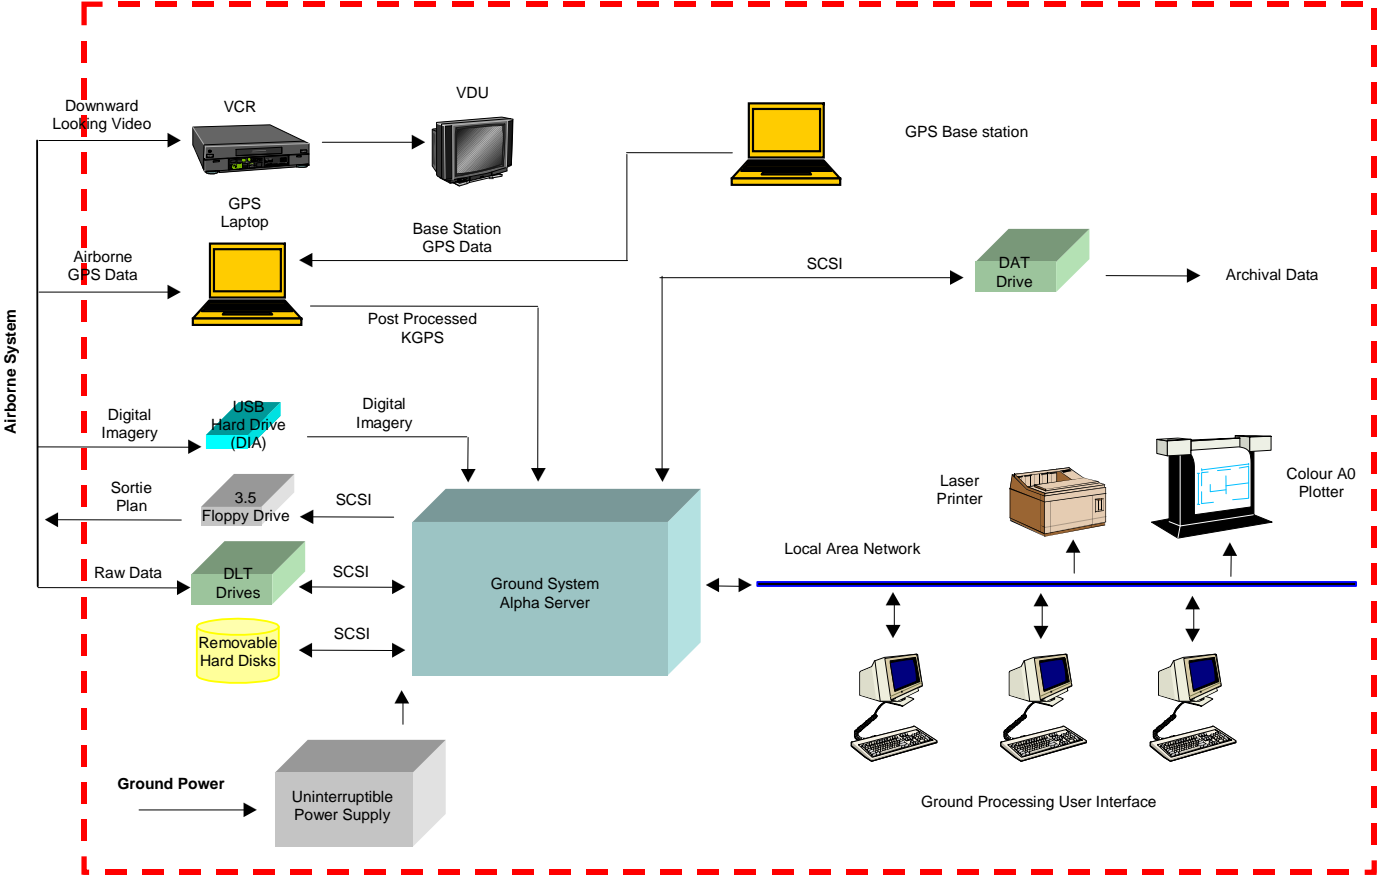 Downward
Looking Video
VCR
VDU
GPS Base station
GPS
Laptop
Base Station
GPS Data
Airborne
GPS Data
SCSI
DAT
Drive
Archival Data
Post Processed
KGPS
Airborne System
Digital
Imagery
USB
Hard Drive
(DIA)
Digital
Imagery
Sortie
Plan
3.5
Floppy Drive
SCSI
Laser
Printer
Colour A0
Plotter
Local Area Network
Raw Data
DLT
Drives
SCSI
Ground System
Alpha Server
Removable
Hard Disks
SCSI
Ground Power
Uninterruptible
Power Supply
Ground Processing User Interface